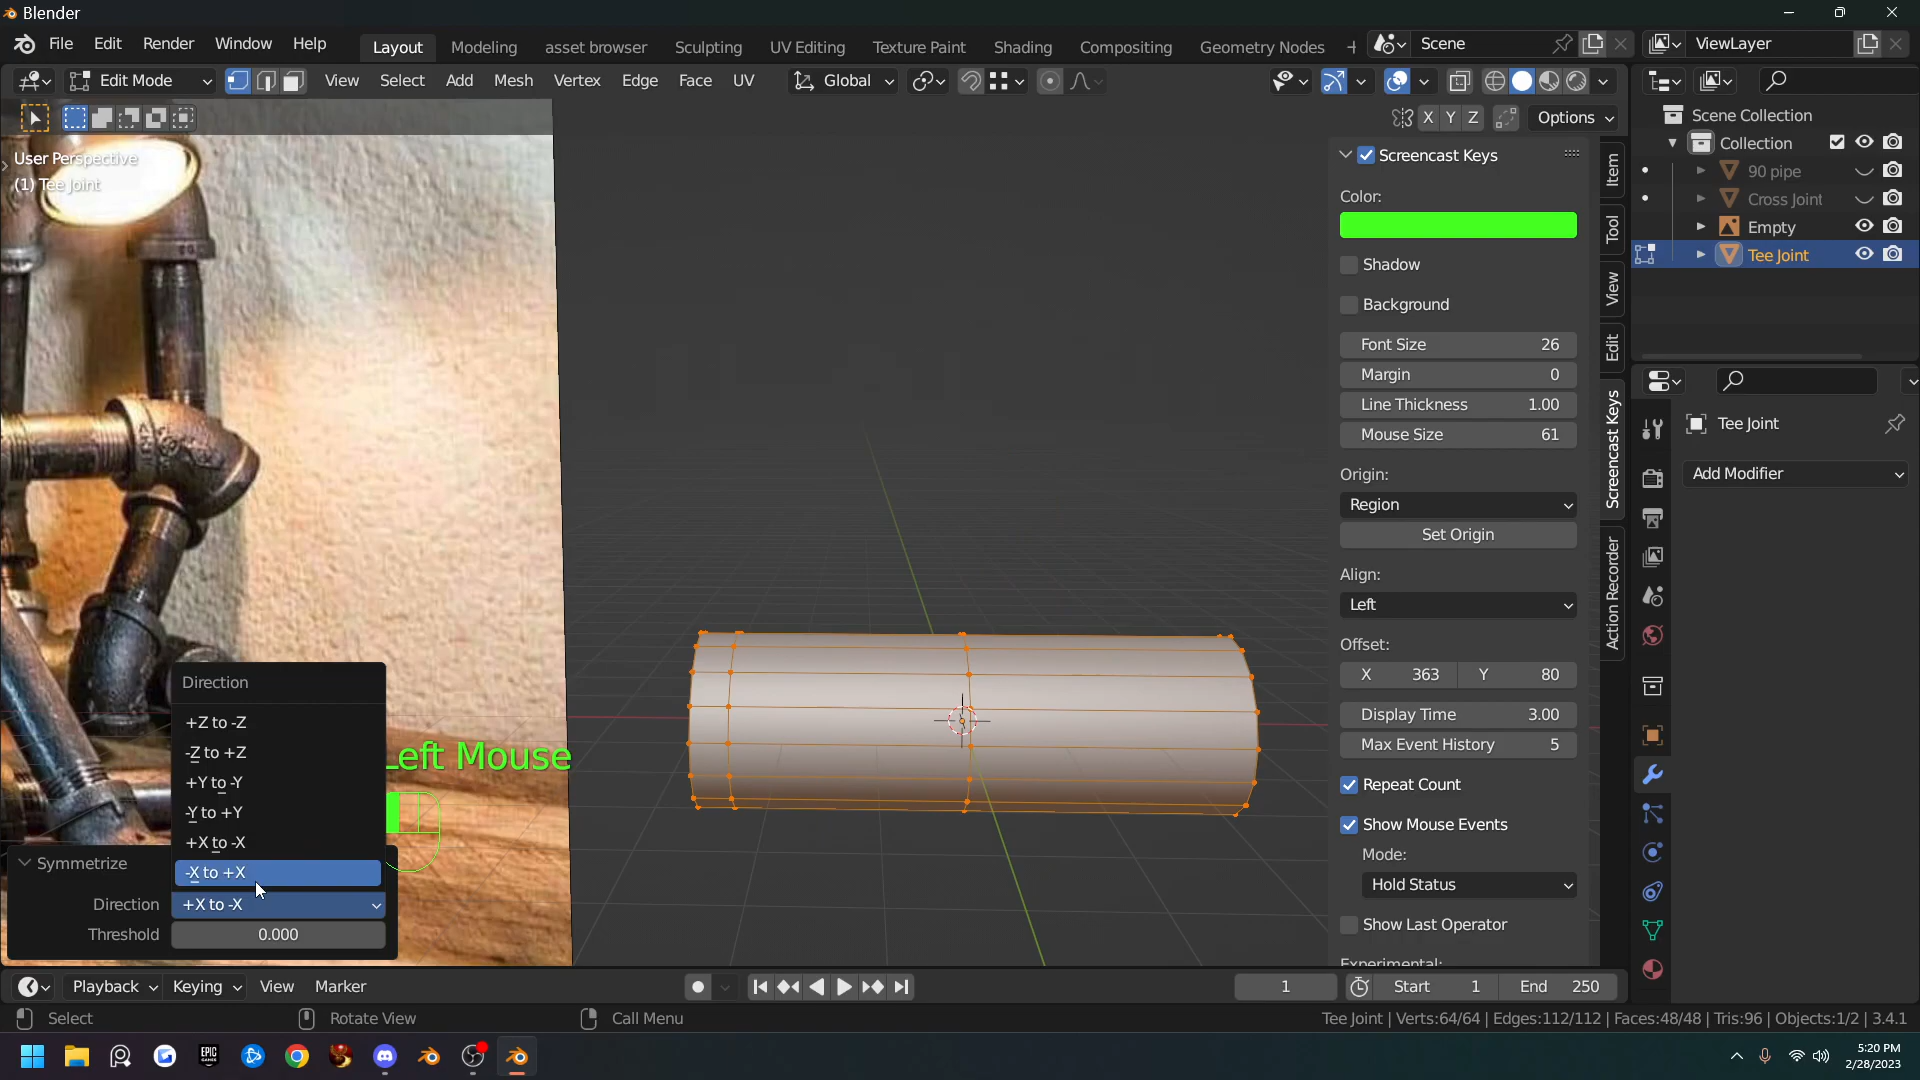 Blender
File Edit Render Window Help
Layout Modeling asset browser Sculpting UV Editing Texture Paint Shading Compositing Geometry Nodes
Scene
ViewLayer
Edit Mode
View Select Add Mesh Vertex Edge Face UV
Global
X Y Z
Options
User Perspective
(1) Tee Joint
Screencast Keys
Color:
Shadow
Background
Font Size 26
Margin 0
Line Thickness 1.00
Mouse Size 61
Origin:
Region
Set Origin
Align:
Left
Offset:
X 363 Y 80
Display Time 3.00
Max Event History 5
Repeat Count
Show Mouse Events
Mode:
Hold Status
Show Last Operator
Experimental:
Item
Tool
View
Edit
Screencast Keys
Action Recorder
Scene Collection
Collection
90 pipe
Cross Joint
Empty
Tee Joint
Tee Joint
Add Modifier
Direction
+Z to -Z
-Z to +Z
+Y to -Y
-Y to +Y
+X to -X
-X to +X
Left Mouse
Symmetrize
Direction +X to -X
Threshold 0.000
Playback Keying View Marker
1
Start 1
End 250
Select
Rotate View
Call Menu
Tee Joint | Verts:64/64 | Edges:112/112 | Faces:48/48 | Tris:96 | Objects:1/2 | 3.4.1
EPIC
GAMES
5:20 PM
2/28/2023